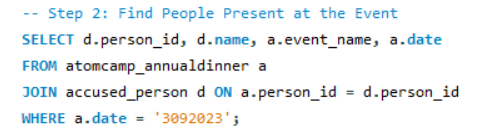 -- Step 2: Find People Present at the Event
SELECT d.person_id, d.name, a.event_name, a.date
FROM atomcamp_annualdinner a
JOIN accused_person d ON a.person_id = d.person_id
WHERE a.date = '3092023';